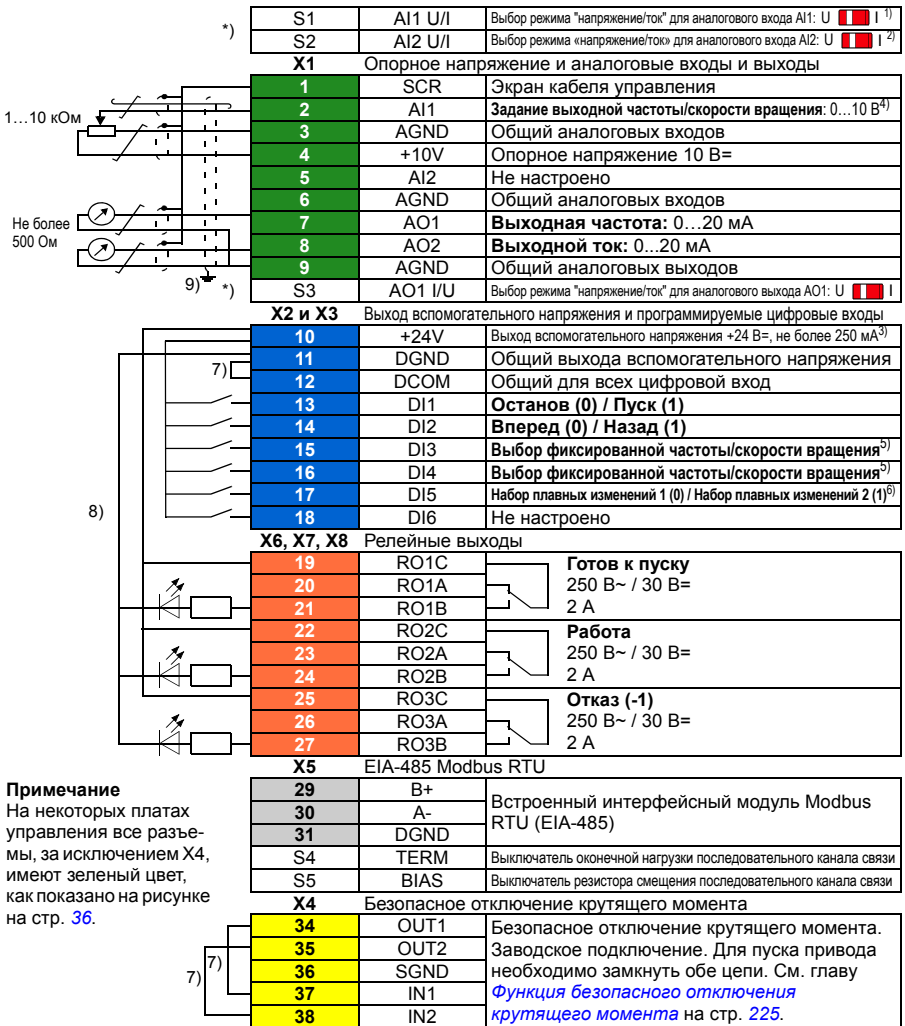 *)
S1 AI1 U/I Выбор режима "напряжение/ток" для аналогового входа AI1: U I 1)
S2 AI2 U/I Выбор режима «напряжение/ток» для аналогового входа AI2: U I 2)
X1 Опорное напряжение и аналоговые входы и выходы
1 SCR Экран кабеля управления
1…10 кОм
2 AI1 Задание выходной частоты/скорости вращения: 0…10 В4)
3 AGND Общий аналоговых входов
4 +10V Опорное напряжение 10 В=
5 AI2 Не настроено
6 AGND Общий аналоговых входов
Не более
500 Ом
7 AO1 Выходная частота: 0…20 мА
8 AO2 Выходной ток: 0...20 мА
9 AGND Общий аналоговых выходов
9) *)
S3 AO1 I/U Выбор режима "напряжение/ток" для аналогового выхода AO1: U I
X2 и X3 Выход вспомогательного напряжения и программируемые цифровые входы
10 +24V Выход вспомогательного напряжения +24 В=, не более 250 мА3)
11 DGND Общий выхода вспомогательного напряжения
7)
12 DCOM Общий для всех цифровой вход
13 DI1 Останов (0) / Пуск (1)
14 DI2 Вперед (0) / Назад (1)
15 DI3 Выбор фиксированной частоты/скорости вращения5)
16 DI4 Выбор фиксированной частоты/скорости вращения5)
17 DI5 Набор плавных изменений 1 (0) / Набор плавных изменений 2 (1)6)
8)
18 DI6 Не настроено
X6, X7, X8 Релейные выходы
19 RO1C Готов к пуску
20 RO1A 250 В~ / 30 В=
21 RO1B 2 А
22 RO2C Работа
23 RO2A 250 В~ / 30 В=
24 RO2B 2 А
25 RO3C Отказ (-1)
26 RO3A 250 В~ / 30 В=
27 RO3B 2 А
X5 EIA-485 Modbus RTU
29 B+
30 A-
31 DGND
Встроенный интерфейсный модуль Modbus
RTU (EIA-485)
S4 TERM Выключатель оконечной нагрузки последовательного канала связи
S5 BIAS Выключатель резистора смещения последовательного канала связи
Примечание
На некоторых платах
управления все разъе-
мы, за исключением X4,
имеют зеленый цвет,
как показано на рисунке
на стр. 36.
X4 Безопасное отключение крутящего момента
34 OUT1
35 OUT2
36 SGND
37 IN1
38 IN2
7)
7)
Безопасное отключение крутящего момента.
Заводское подключение. Для пуска привода
необходимо замкнуть обе цепи. См. главу
Функция безопасного отключения
крутящего момента на стр. 225.